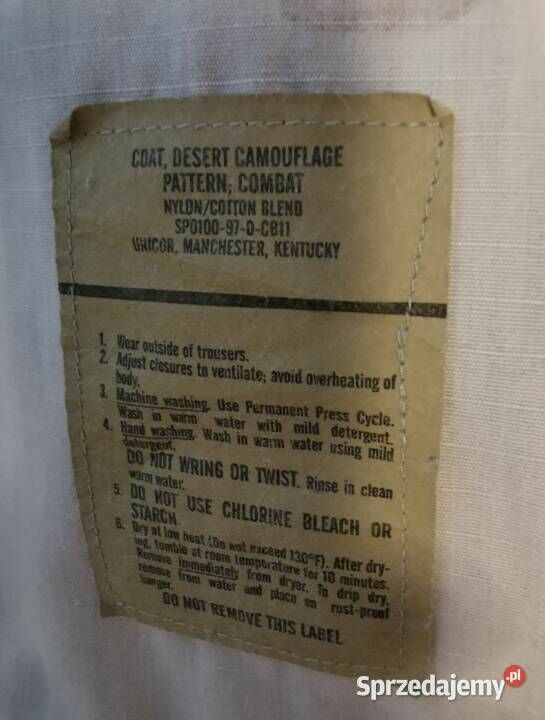 COAT, DESERT CAMOUFLAGE
PATTERN; COMBAT
NYLON/COTTON BLEND
SPO100-97-D-CB11
UNICOR, MANCHESTER, KENTUCKY
1. Wear outside of trousers.
2. Adjust closures to ventilate; avoid overheating of
body.
3. Machine washing. Use Permanent Press Cycle.
Wash in warm water with mild detergent.
4. Hand washing. Wash in warm water using mild
detergent.
DO NOT WRING OR TWIST. Rinse in clean
warm water.
5. DO NOT USE CHLORINE BLEACH OR
STARCH.
6. Dry at low heat (Do not exceed 130°F). After dry-
ing, tumble at room temperature for 10 minutes.
Remove immediately from dryer. To drip dry,
remove from water and place on rust-proof
hanger.
DO NOT REMOVE THIS LABEL
Sprzedajemy.pl